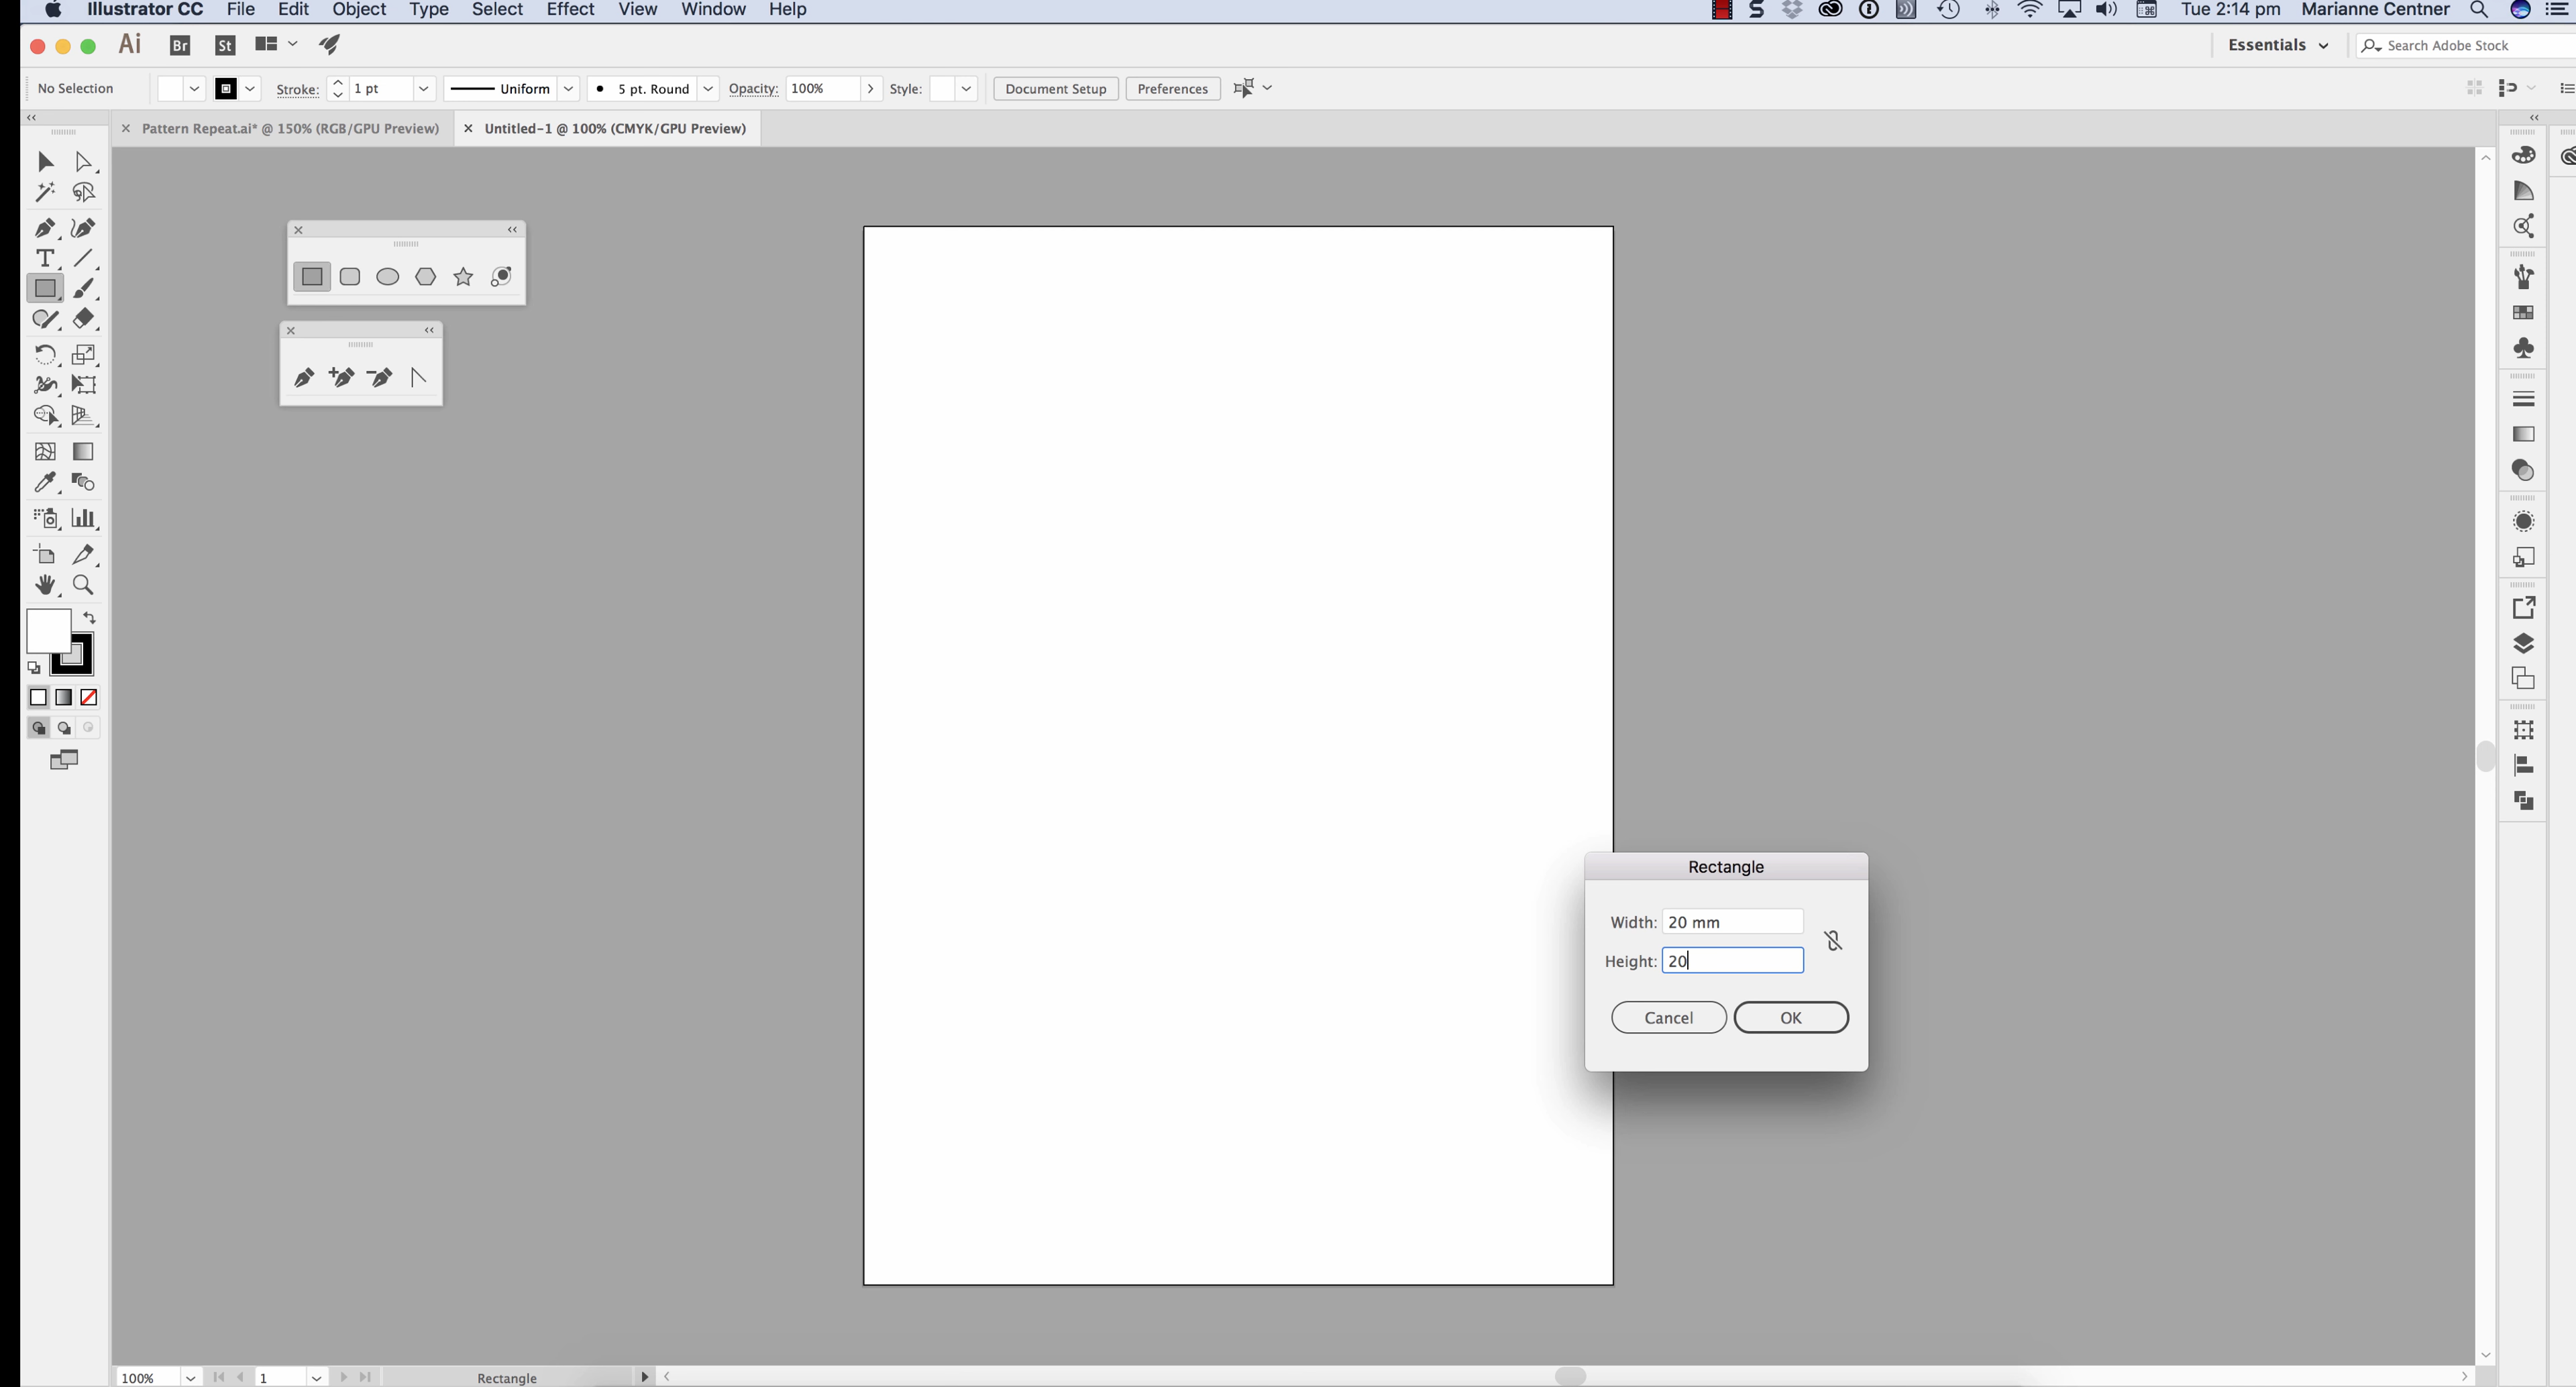 Illustrator CC File Edit Object Type Select Effect View Window Help Tue 2:14 pm Marianne Centner
Ai Br St Essentials Search Adobe Stock
No Selection Stroke: 1 pt Uniform 5 pt. Round Opacity: 100% Style: Document Setup Preferences
Pattern Repeat.ai* @ 150% (RGB/GPU Preview) Untitled-1 @ 100% (CMYK/GPU Preview)
Rectangle
Width: 20 mm
Height: 20
Cancel OK
100% 1 Rectangle